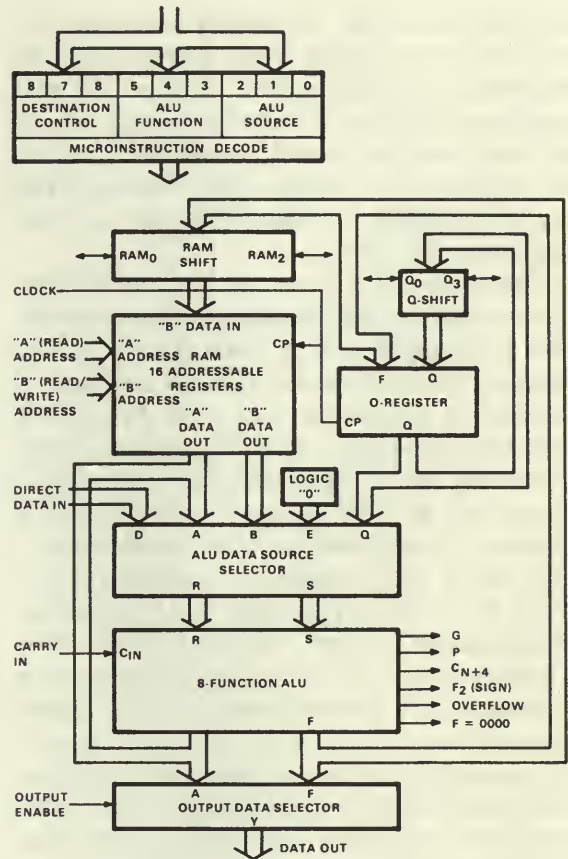 8 7 8 5 4 3 2 1 0
DESTINATION CONTROL
ALU FUNCTION
ALU SOURCE
MICROINSTRUCTION DECODE
RAM0
RAM SHIFT
RAM2
Q0 Q3
Q-SHIFT
CLOCK
"B" DATA IN
"A" (READ) ADDRESS
"A" ADDRESS
RAM
16 ADDRESSABLE REGISTERS
CP
"B" (READ/WRITE) ADDRESS
"B" ADDRESS
"A" DATA OUT
"B" DATA OUT
F Q
O-REGISTER
CP
Q
LOGIC "0"
DIRECT DATA IN
D A B E Q
ALU DATA SOURCE SELECTOR
R S
R S
CARRY IN
CIN
8-FUNCTION ALU
F
G
P
CN+4
F2 (SIGN)
OVERFLOW
F = 0000
OUTPUT ENABLE
A F
OUTPUT DATA SELECTOR
Y
DATA OUT